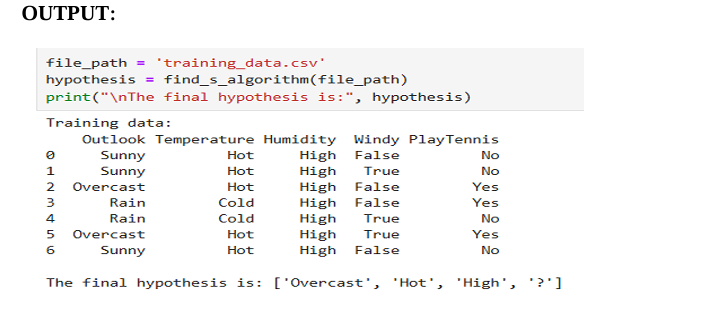 OUTPUT:
file_path = 'training_data.csv'
hypothesis = find_s_algorithm(file_path)
print("\nThe final hypothesis is:", hypothesis)
Training data:
Outlook Temperature Humidity Windy PlayTennis
0 Sunny Hot High False No
1 Sunny Hot High True No
2 Overcast Hot High False Yes
3 Rain Cold High False Yes
4 Rain Cold High True No
5 Overcast Hot High True Yes
6 Sunny Hot High False No
The final hypothesis is: ['Overcast', 'Hot', 'High', '?']